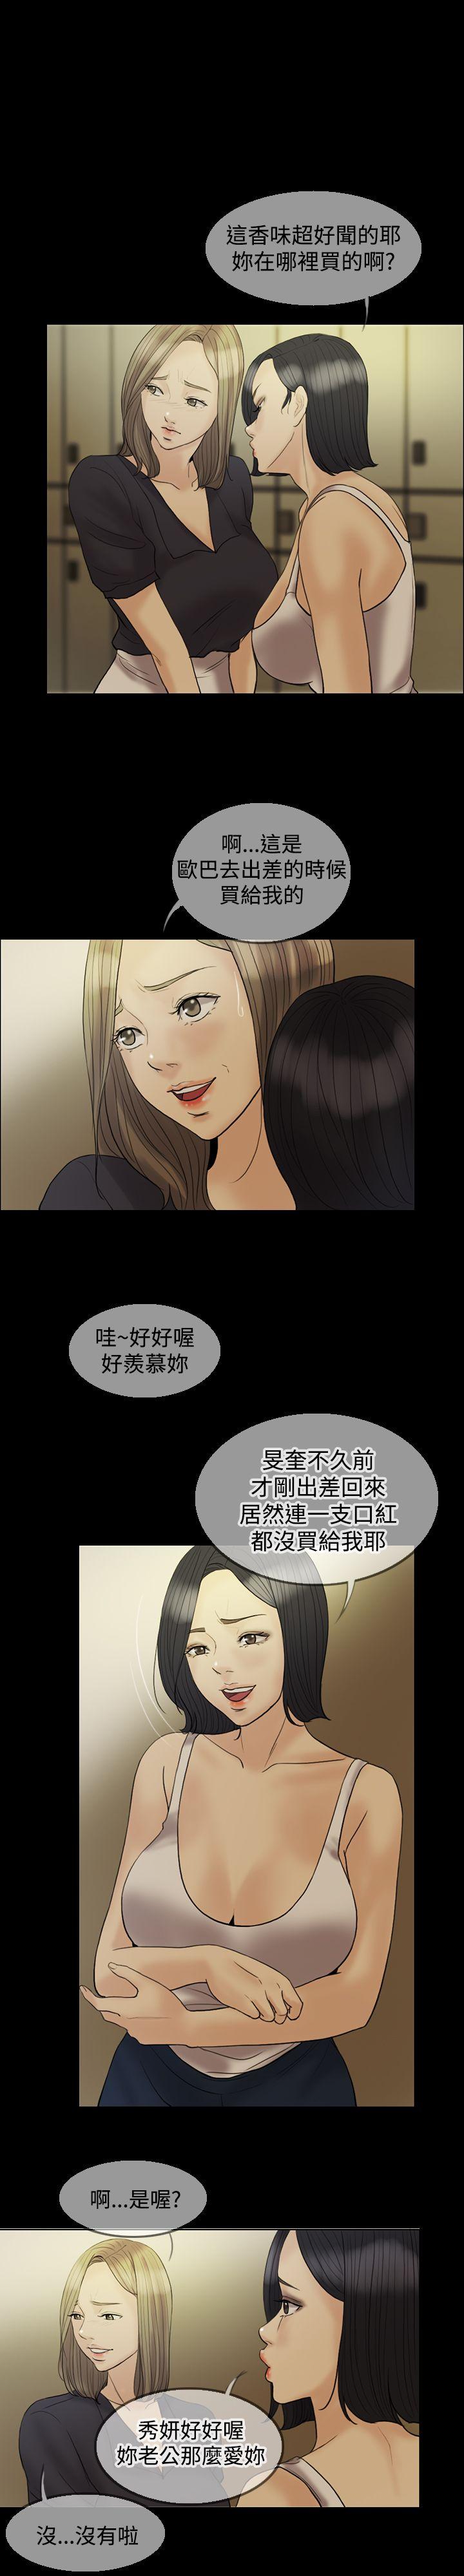 這香味超好聞的耶
妳在哪裡買的啊?
啊...這是
歐巴去出差的時候
買給我的
哇~好好喔
好羨慕妳
旻奎不久前
才剛出差回來
居然連一支口紅
都沒買給我耶
啊...是喔?
秀妍好好喔
妳老公那麼愛妳
沒...沒有啦